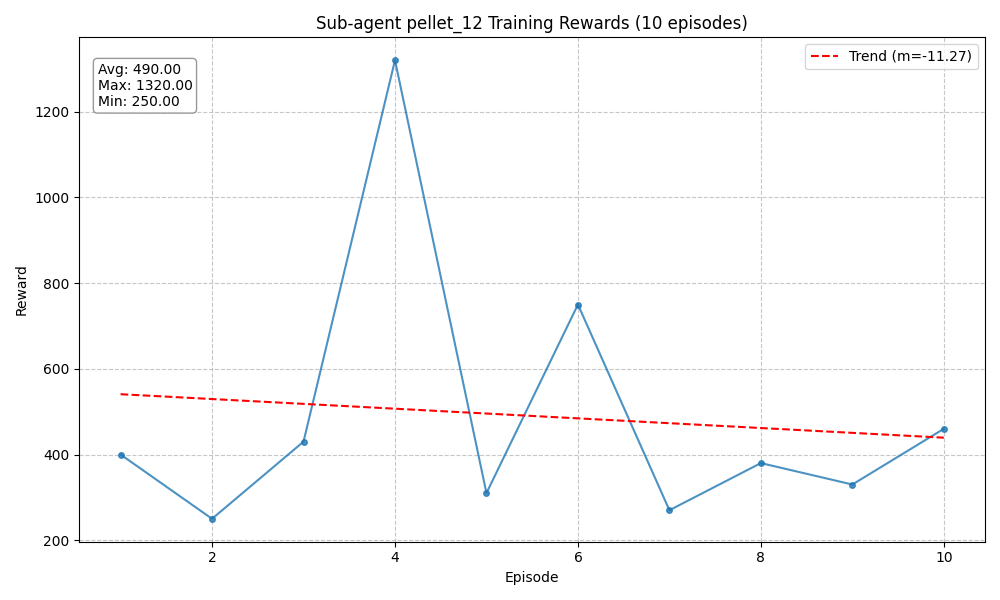 Sub-agent pellet_12 Training Rewards (10 episodes)
Avg: 490.00
Max: 1320.00
Min: 250.00
Trend (m=-11.27)
Reward
1200
1000
800
600
400
200
2 4 6 8 10
Episode